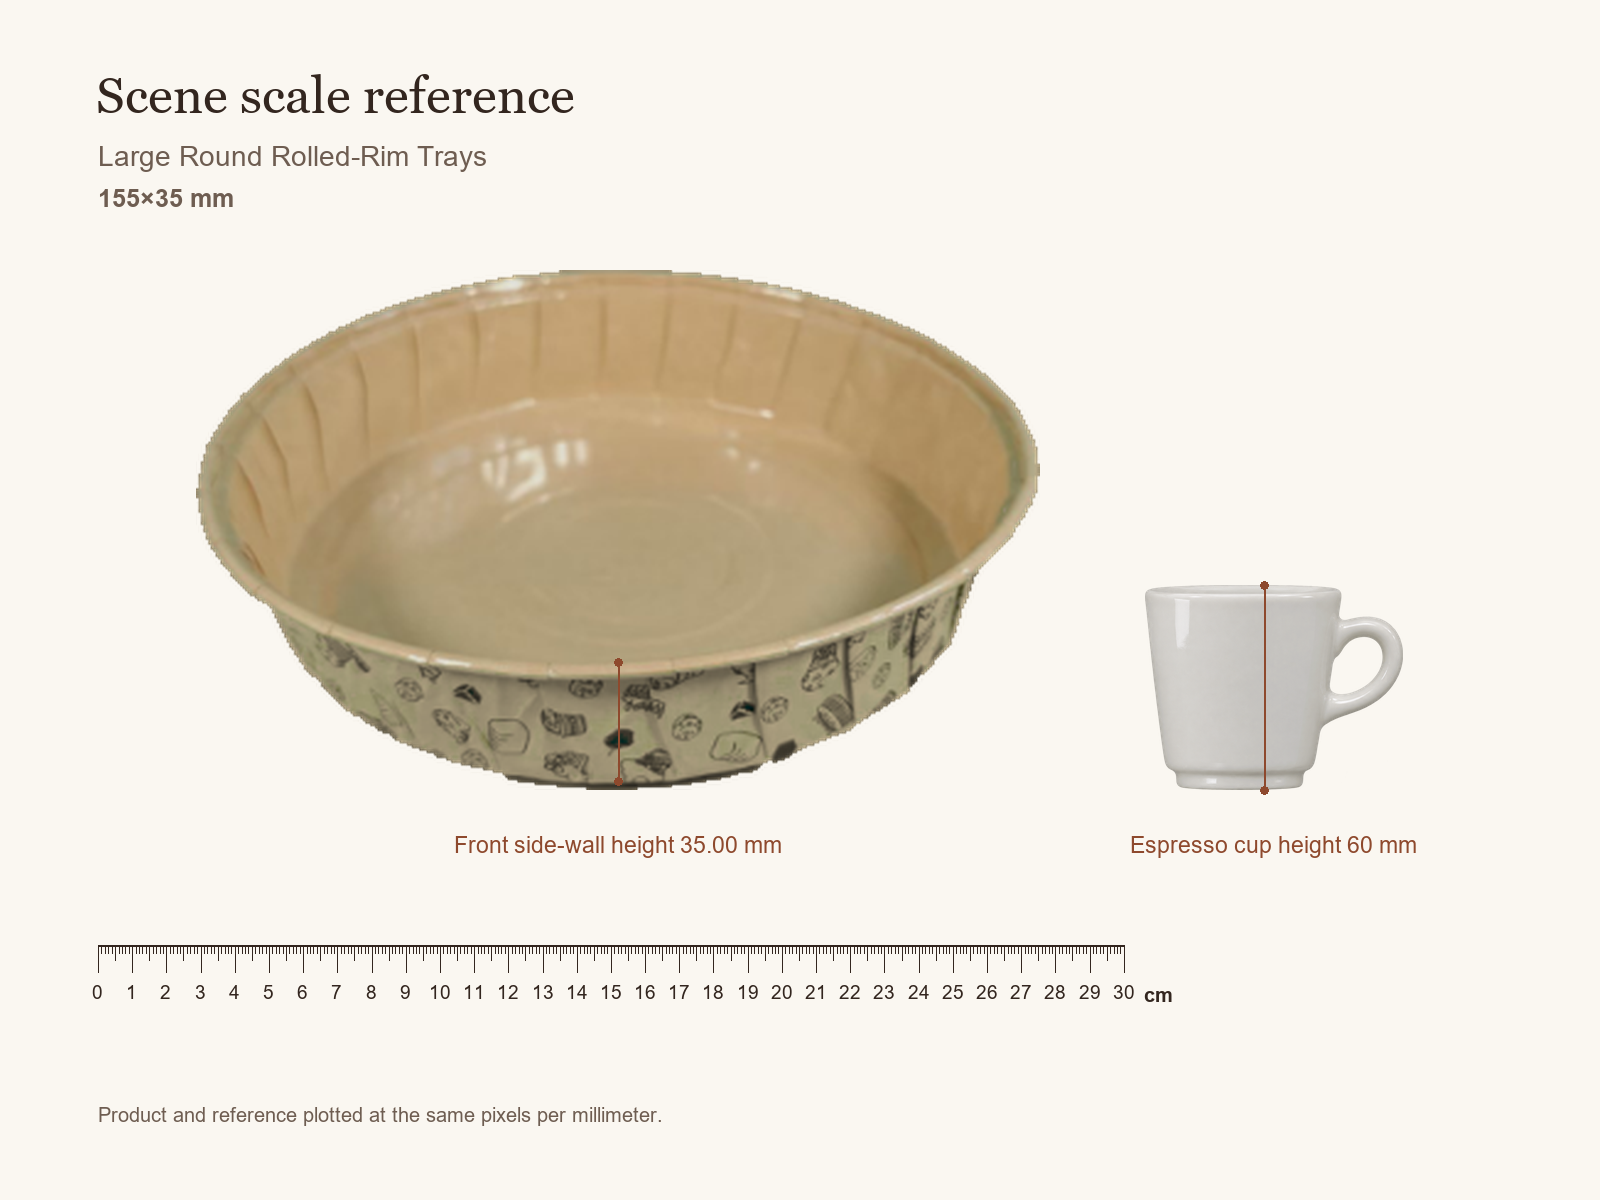 Scene scale reference
Large Round Rolled-Rim Trays
155×35 mm
Front side-wall height 35.00 mm
Espresso cup height 60 mm
0 1 2 3 4 5 6 7 8 9 10 11 12 13 14 15 16 17 18 19 20 21 22 23 24 25 26 27 28 29 30 cm
Product and reference plotted at the same pixels per millimeter.